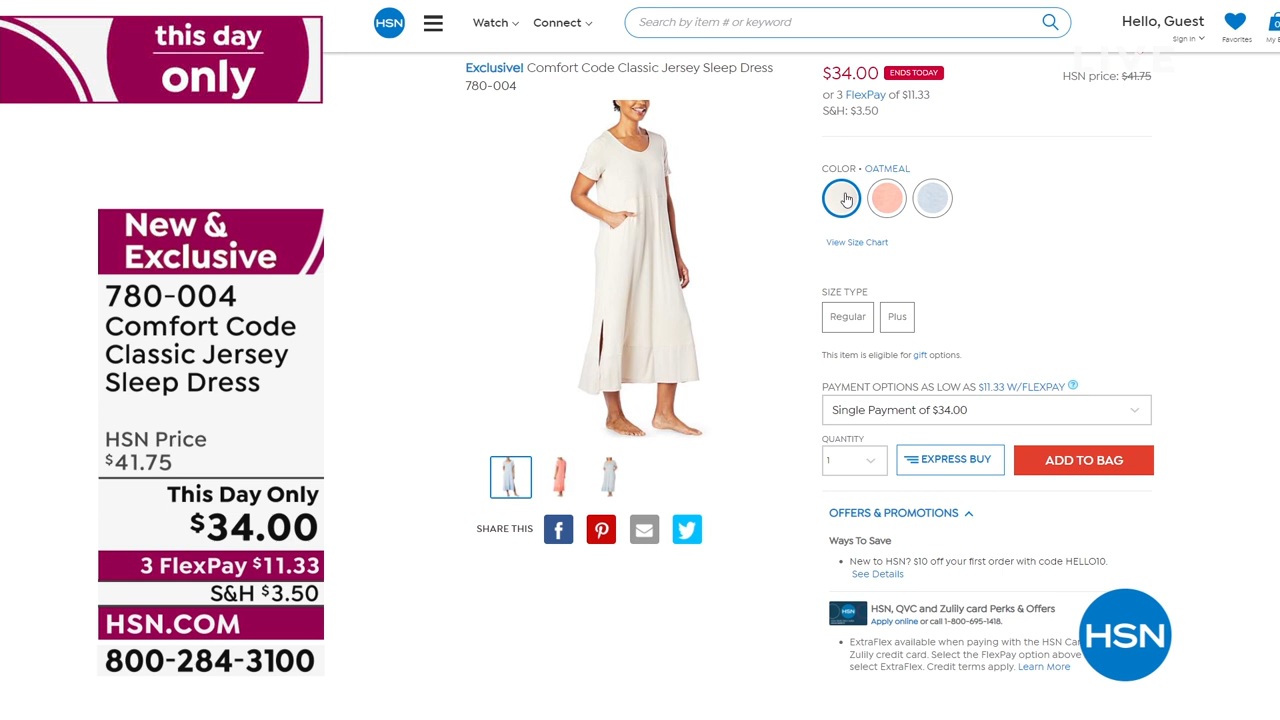 this day
only
New &
Exclusive
780-004
Comfort Code
Classic Jersey
Sleep Dress
HSN Price
$41.75
This Day Only
$34.00
3 FlexPay $11.33
S&H $3.50
HSN.COM
800-284-3100
HSN
Watch
Connect
Search by item # or keyword
Hello, Guest
Sign In
Favorites
My
0
LIVE
Exclusive! Comfort Code Classic Jersey Sleep Dress
780-004
$34.00 ENDS TODAY
HSN price: $41.75
or 3 FlexPay of $11.33
S&H: $3.50
COLOR • OATMEAL
View Size Chart
SIZE TYPE
Regular Plus
This item is eligible for gift options.
PAYMENT OPTIONS AS LOW AS $11.33 W/FLEXPAY ?
Single Payment of $34.00
QUANTITY
1
EXPRESS BUY
ADD TO BAG
SHARE THIS
OFFERS & PROMOTIONS
Ways To Save
• New to HSN? $10 off your first order with code HELLO10.
See Details
HSN, QVC and Zulily card Perks & Offers
Apply online or call 1-800-695-1418.
• ExtraFlex available when paying with the HSN
Zulily credit card. Select the FlexPay option above
select ExtraFlex. Credit terms apply. Learn More
HSN